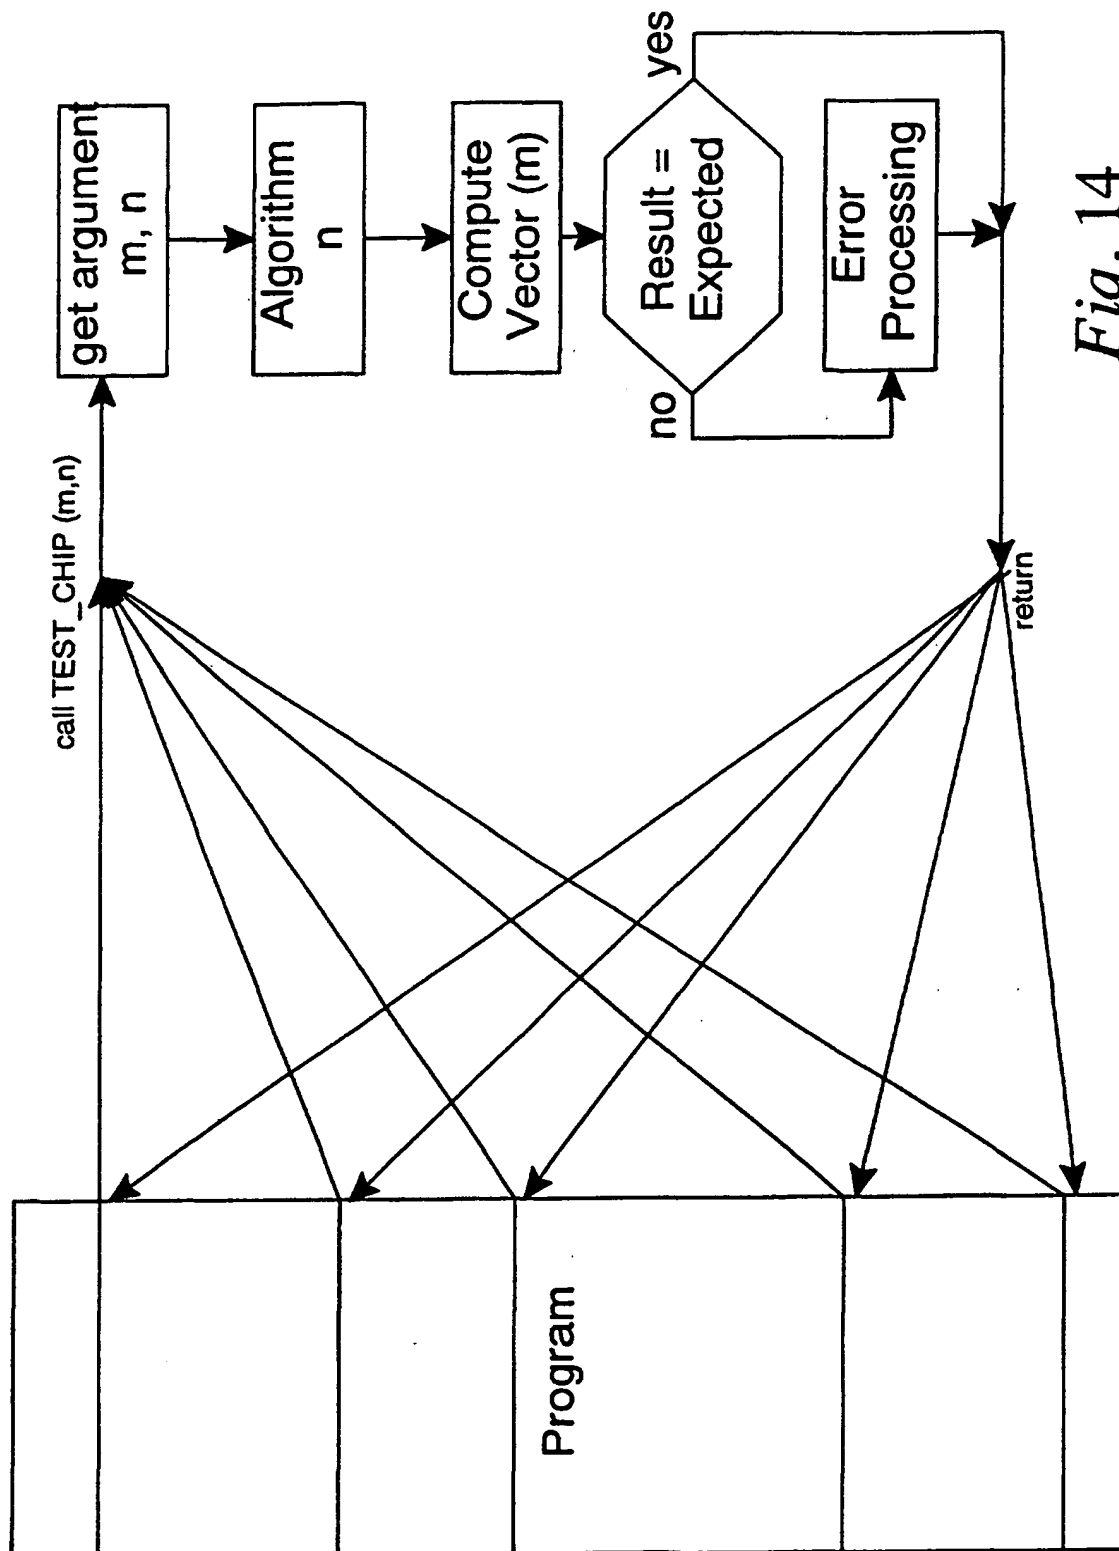 call TEST_CHIP (m,n)
get argument
m, n
Algorithm
n
Compute
Vector (m)
Result =
Expected
yes
no
Error
Processing
return
Program
Fig. 14